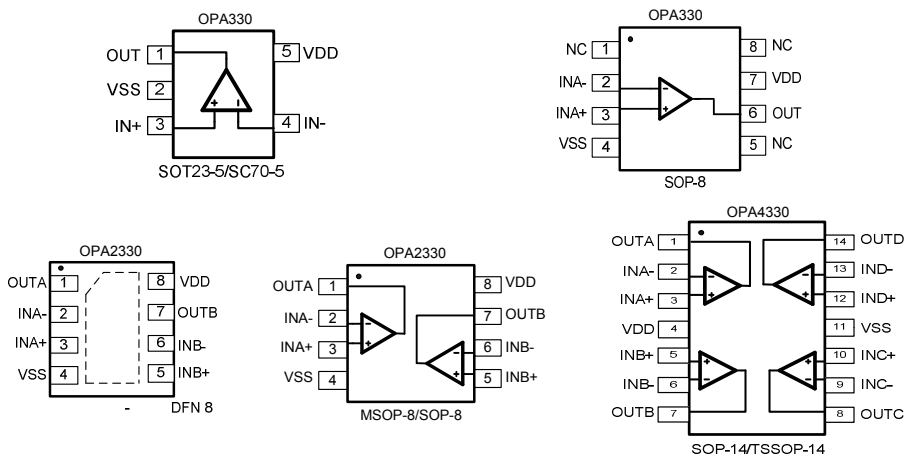 OPA330
OUT 1 5 VDD
VSS 2
IN+ 3 4 IN-
+ -
SOT23-5/SC70-5
OPA330
NC 1 8 NC
INA- 2 7 VDD
INA+ 3 6 OUT
VSS 4 5 NC
- +
SOP-8
OPA2330
OUTA 1 8 VDD
INA- 2 7 OUTB
INA+ 3 6 INB-
VSS 4 5 INB+
- DFN 8
OPA2330
OUTA 1 8 VDD
INA- 2 7 OUTB
INA+ 3 6 INB-
VSS 4 5 INB+
- +
- +
MSOP-8/SOP-8
OPA4330
OUTA 1 14 OUTD
INA- 2 13 IND-
INA+ 3 12 IND+
VDD 4 11 VSS
INB+ 5 10 INC+
INB- 6 9 INC-
OUTB 7 8 OUTC
- +
- +
+ -
+ -
SOP-14/TSSOP-14